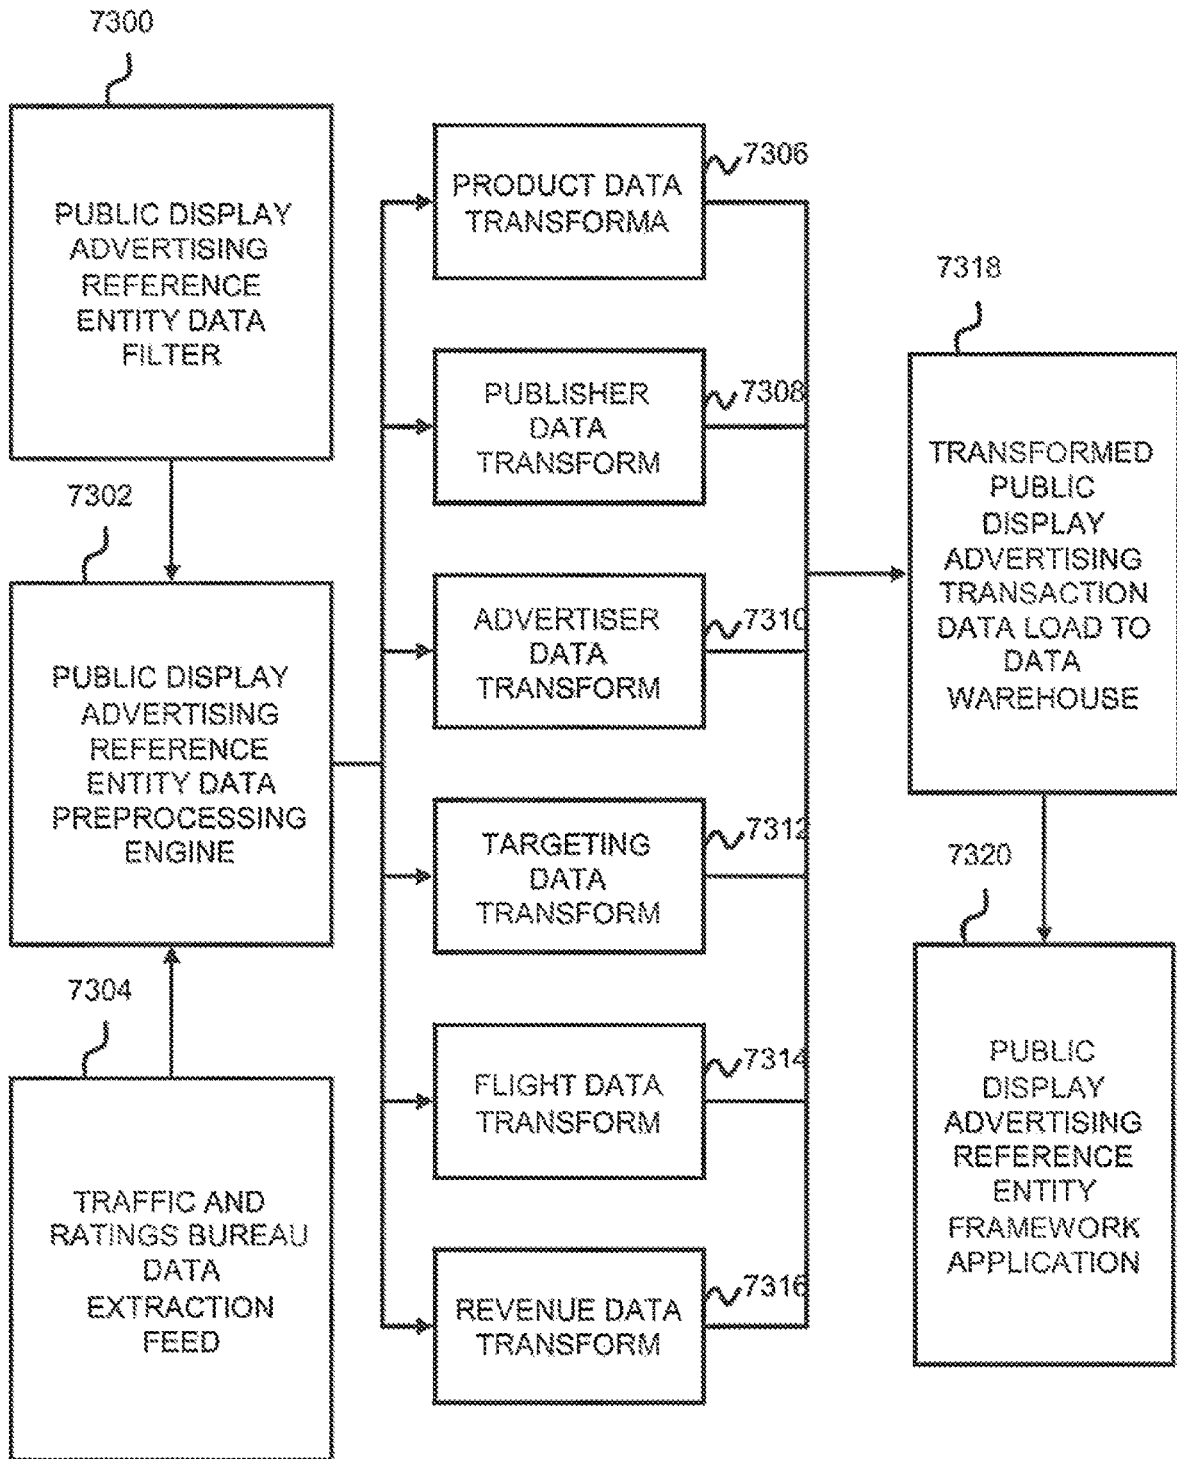 7300
PUBLIC DISPLAY
ADVERTISING
REFERENCE
ENTITY DATA
FILTER
7302
PUBLIC DISPLAY
ADVERTISING
REFERENCE
ENTITY DATA
PREPROCESSING
ENGINE
7304
TRAFFIC AND
RATINGS BUREAU
DATA
EXTRACTION
FEED
7306
PRODUCT DATA
TRANSFORMA
7308
PUBLISHER
DATA
TRANSFORM
7310
ADVERTISER
DATA
TRANSFORM
7312
TARGETING
DATA
TRANSFORM
7314
FLIGHT DATA
TRANSFORM
7316
REVENUE DATA
TRANSFORM
7318
TRANSFORMED
PUBLIC
DISPLAY
ADVERTISING
TRANSACTION
DATA LOAD TO
DATA
WAREHOUSE
7320
PUBLIC
DISPLAY
ADVERTISING
REFERENCE
ENTITY
FRAMEWORK
APPLICATION